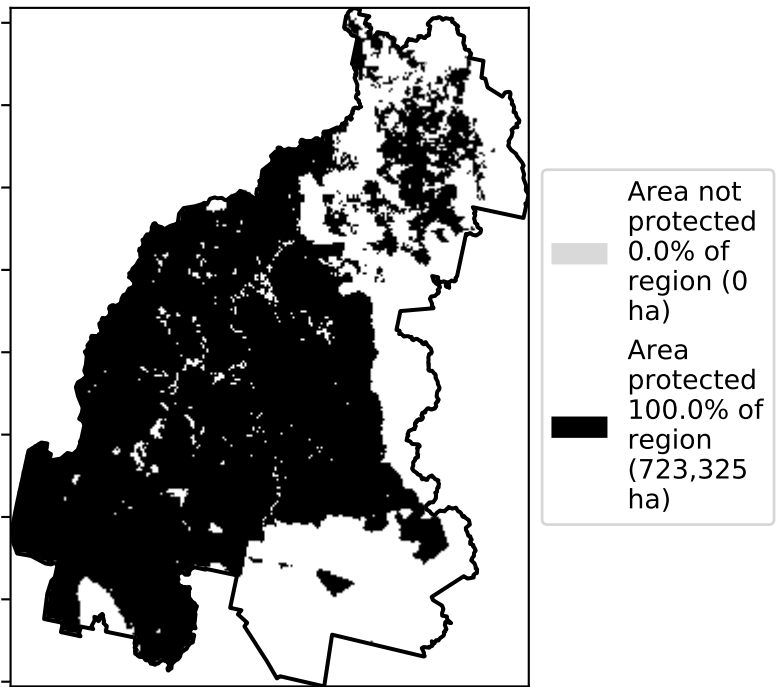 Area not
protected
0.0% of
region (0
ha)
Area
protected
100.0% of
region
(723,325
ha)